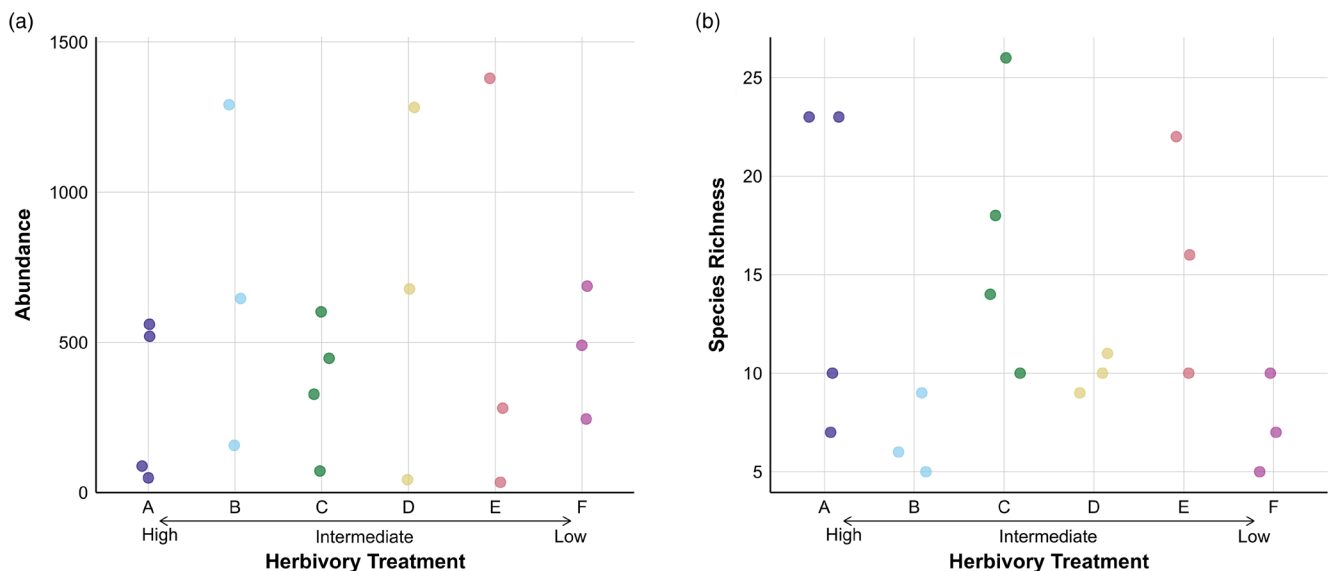 (a)
1500
1000
500
0
Abundance
A B C D E F
High Intermediate Low
Herbivory Treatment
(b)
25
20
15
10
5
Species Richness
A B C D E F
High Intermediate Low
Herbivory Treatment